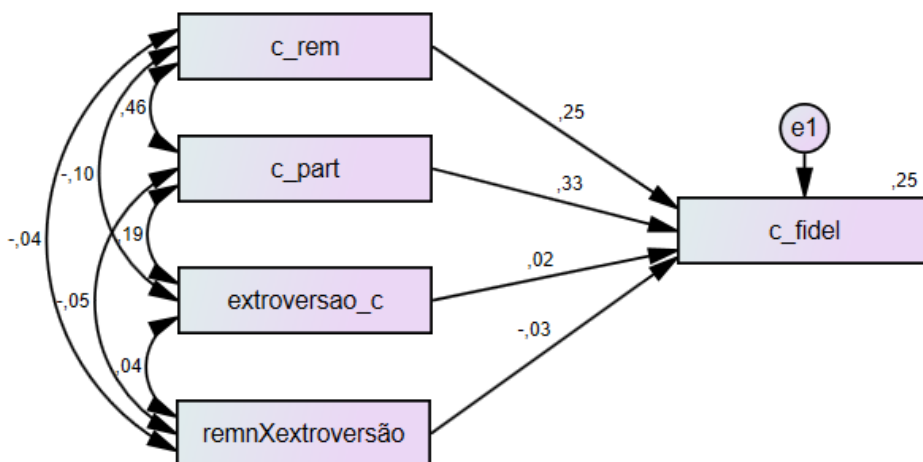 c_rem
,46
,25
e1
c_part
-,10
,33
,25
c_fidel
-,04
,19
,02
-,05
extroversao_c
-,03
,04
remnXextroversão